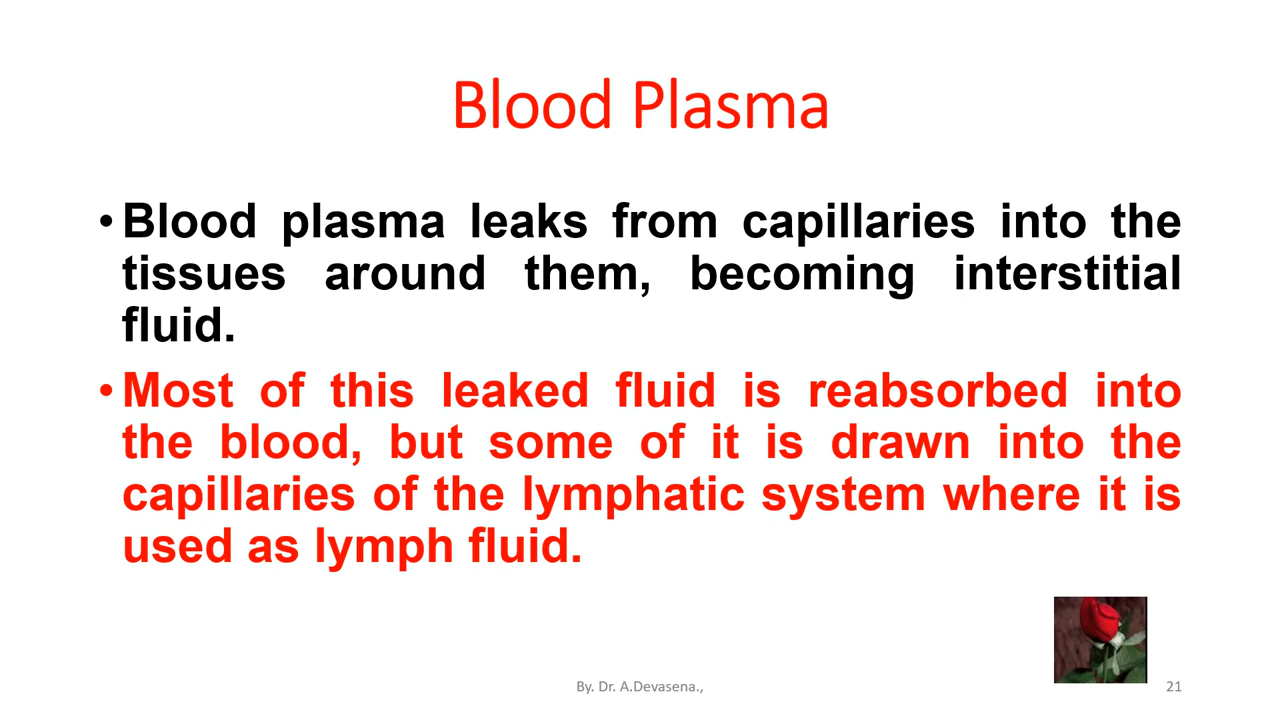 Blood Plasma
• Blood plasma leaks from capillaries into the
tissues around them, becoming interstitial
fluid.
• Most of this leaked fluid is reabsorbed into
the blood, but some of it is drawn into the
capillaries of the lymphatic system where it is
used as lymph fluid.
By. Dr. A.Devasena.,
21